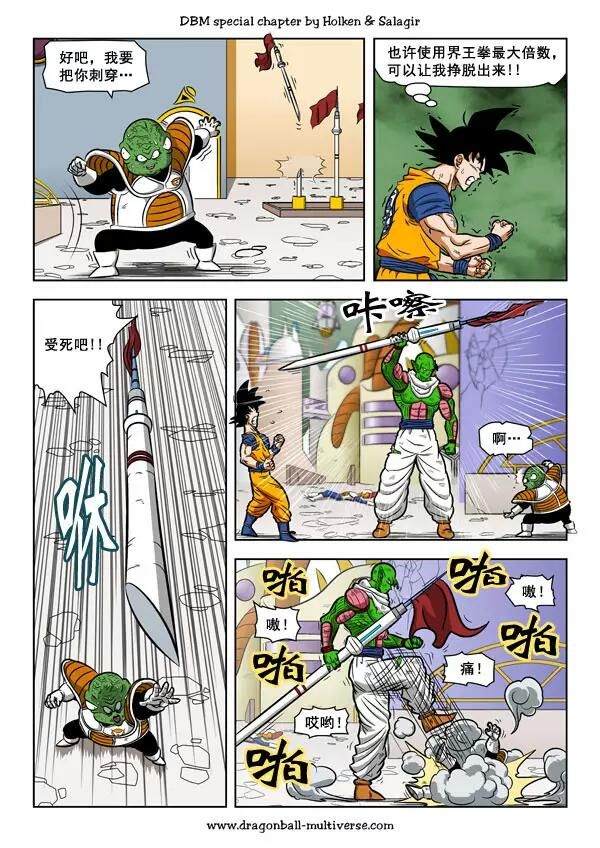 DBM special chapter by Holken & Salagir
好吧，我要
把你刺穿…
也许使用界王拳最大倍数，
可以让我挣脱出来!!
受死吧!!
咻
咔嚓
啊…
啪
啪
嗷!
嗷!
啪
啪
痛!
哎哟!
啪
www.dragonball-multiverse.com